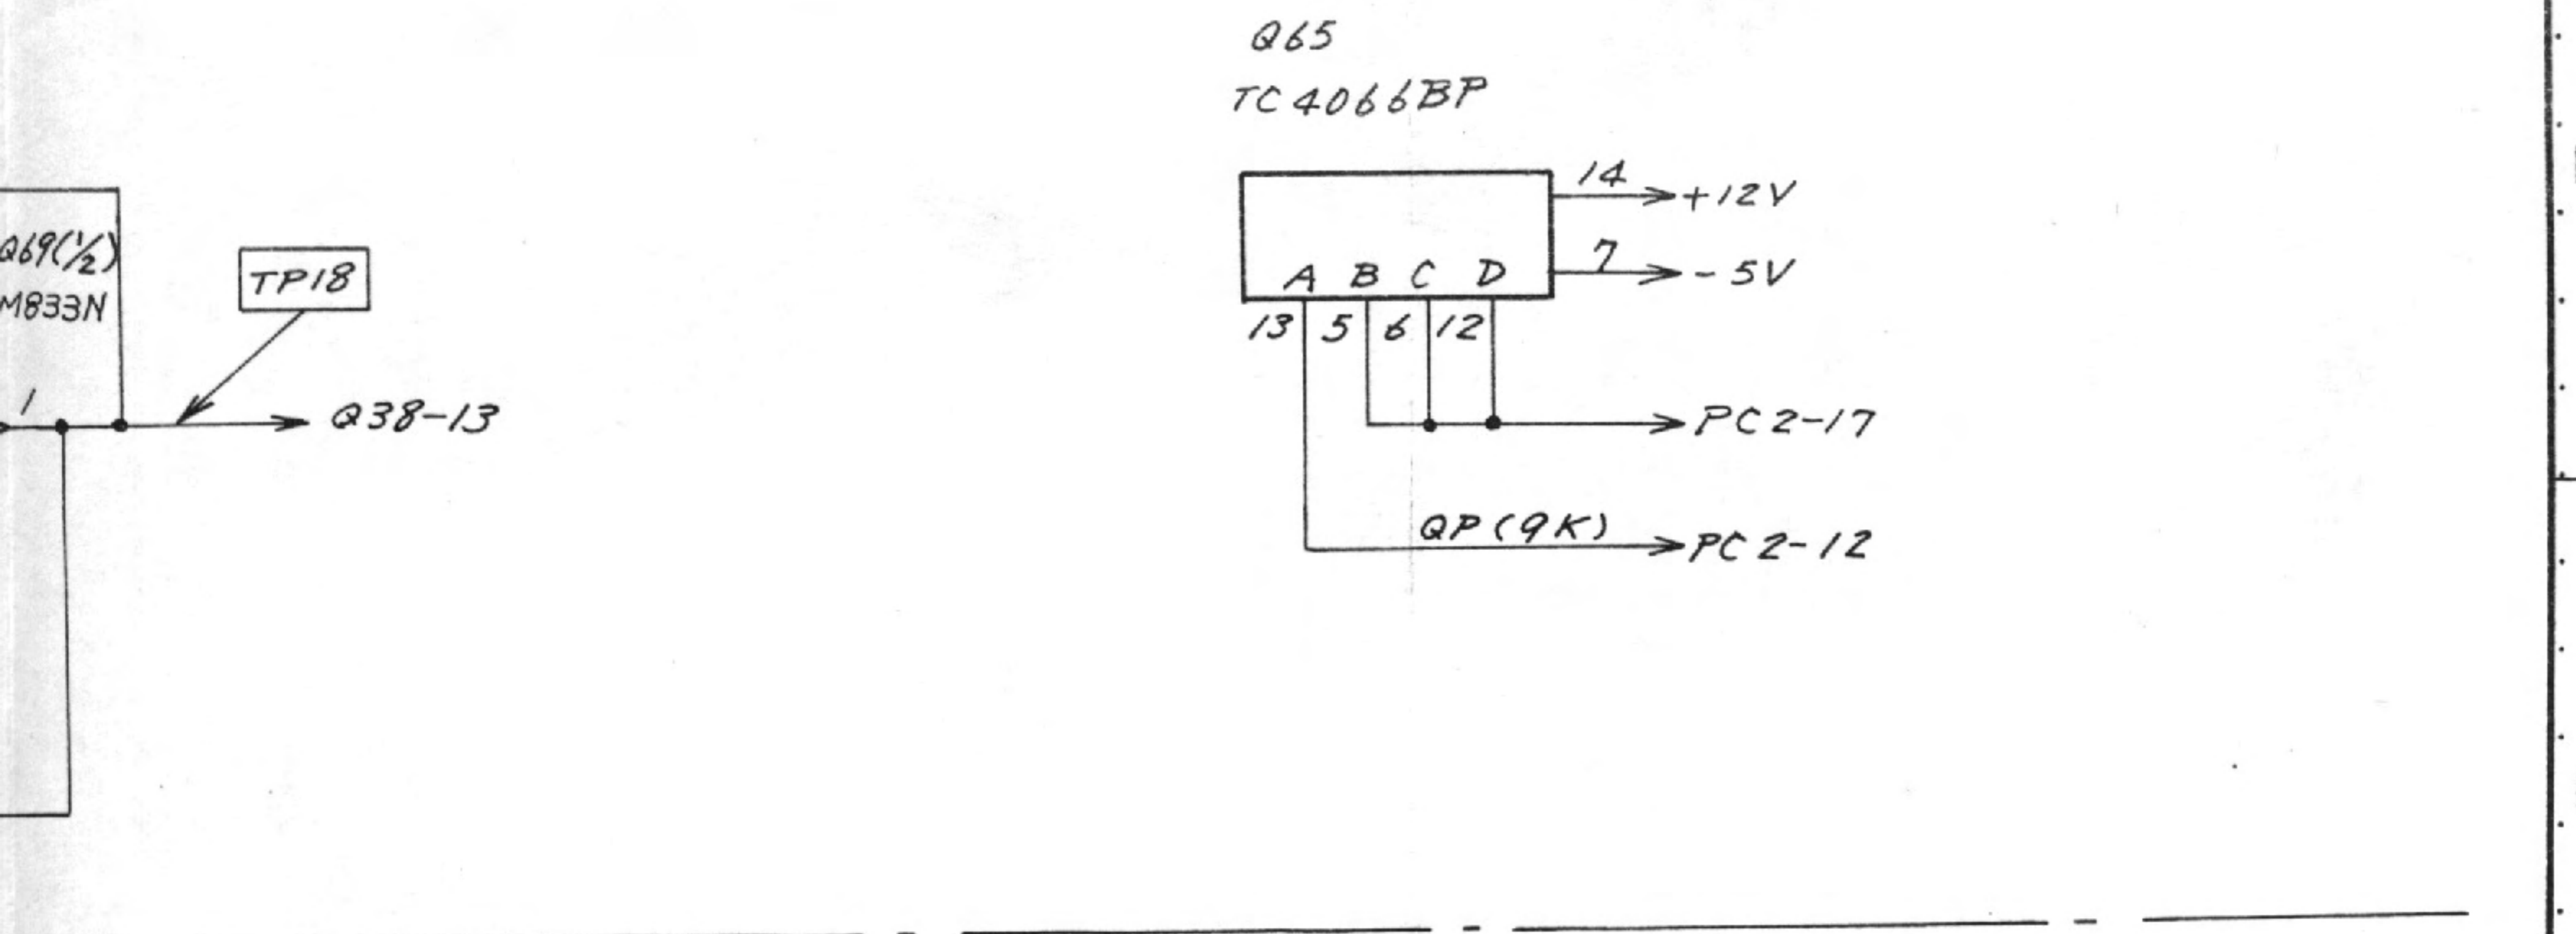 Q69(1/2)
M833N
1
TP18
Q38-13
Q65
TC4066BP
14
+12V
7
-5V
A B C D
13 5 6 12
PC2-17
QP(9K)
PC2-12